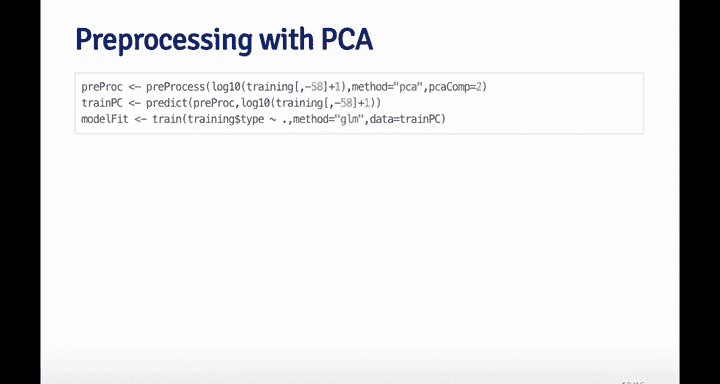 Preprocessing with PCA
preProc <- preProcess(log10(training[,-58]+1),method="pca",pcaComp=2)
trainPC <- predict(preProc,log10(training[,-58]+1))
modelFit <- train(training$type ~ .,method="glm",data=trainPC)